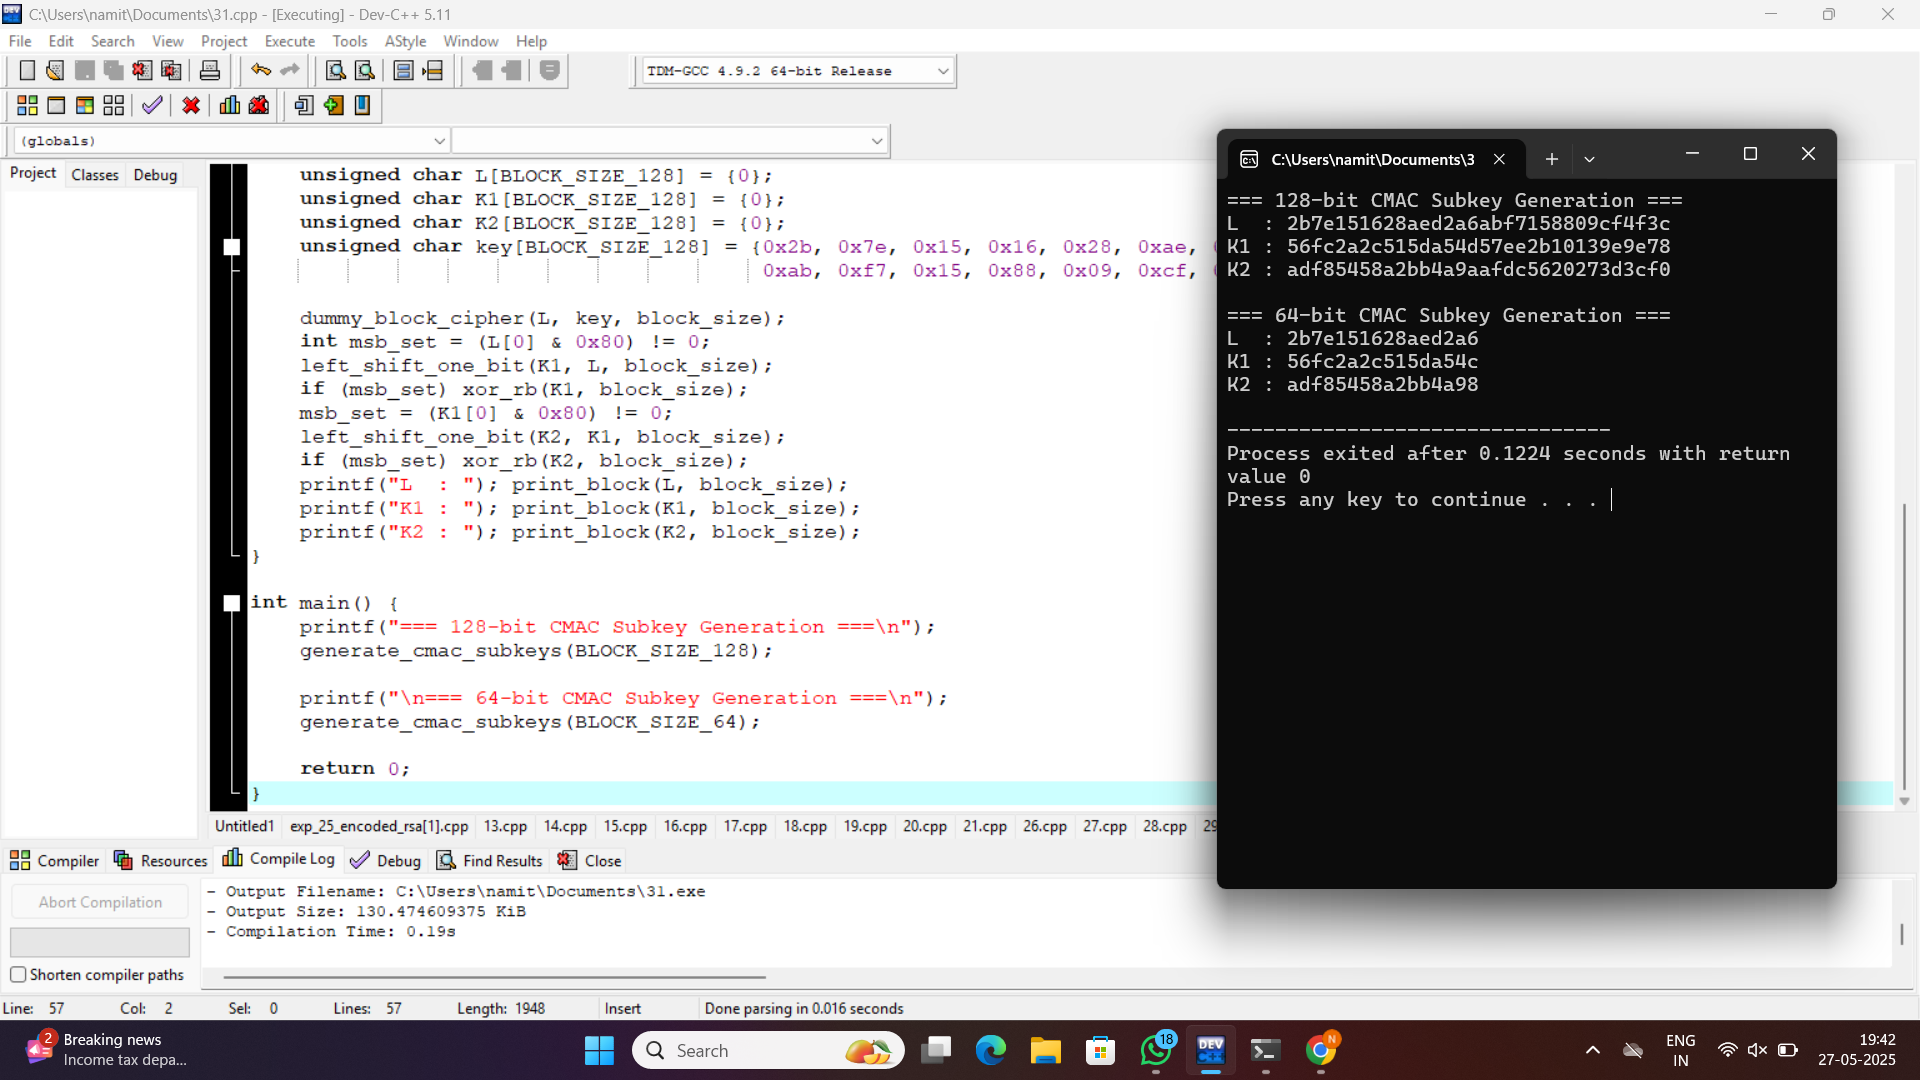 C:\Users\namit\Documents\31.cpp - [Executing] - Dev-C++ 5.11
File Edit Search View Project Execute Tools AStyle Window Help
TDM-GCC 4.9.2 64-bit Release
(globals)
Project Classes Debug
unsigned char L[BLOCK_SIZE_128] = {0};
unsigned char K1[BLOCK_SIZE_128] = {0};
unsigned char K2[BLOCK_SIZE_128] = {0};
unsigned char key[BLOCK_SIZE_128] = {0x2b, 0x7e, 0x15, 0x16, 0x28, 0xae,
0xab, 0xf7, 0x15, 0x88, 0x09, 0xcf,
dummy_block_cipher(L, key, block_size);
int msb_set = (L[0] & 0x80) != 0;
left_shift_one_bit(K1, L, block_size);
if (msb_set) xor_rb(K1, block_size);
msb_set = (K1[0] & 0x80) != 0;
left_shift_one_bit(K2, K1, block_size);
if (msb_set) xor_rb(K2, block_size);
printf("L  : "); print_block(L, block_size);
printf("K1 : "); print_block(K1, block_size);
printf("K2 : "); print_block(K2, block_size);
}
int main() {
printf("=== 128-bit CMAC Subkey Generation ===\n");
generate_cmac_subkeys(BLOCK_SIZE_128);
printf("\n=== 64-bit CMAC Subkey Generation ===\n");
generate_cmac_subkeys(BLOCK_SIZE_64);
return 0;
}
C:\Users\namit\Documents\3
=== 128-bit CMAC Subkey Generation ===
L  : 2b7e151628aed2a6abf7158809cf4f3c
K1 : 56fc2a2c515da54d57ee2b10139e9e78
K2 : adf85458a2bb4a9aafdc5620273d3cf0
=== 64-bit CMAC Subkey Generation ===
L  : 2b7e151628aed2a6
K1 : 56fc2a2c515da54c
K2 : adf85458a2bb4a98
--------------------------------
Process exited after 0.1224 seconds with return
value 0
Press any key to continue . . .
Untitled1 exp_25_encoded_rsa[1].cpp 13.cpp 14.cpp 15.cpp 16.cpp 17.cpp 18.cpp 19.cpp 20.cpp 21.cpp 26.cpp 27.cpp 28.cpp 29
Compiler Resources Compile Log Debug Find Results Close
Abort Compilation
Shorten compiler paths
- Output Filename: C:\Users\namit\Documents\31.exe
- Output Size: 130.474609375 KiB
- Compilation Time: 0.19s
Line: 57 Col: 2 Sel: 0 Lines: 57 Length: 1948 Insert Done parsing in 0.016 seconds
2
Breaking news
Income tax depa...
Search
18
DEV
N
ENG
IN
19:42
27-05-2025